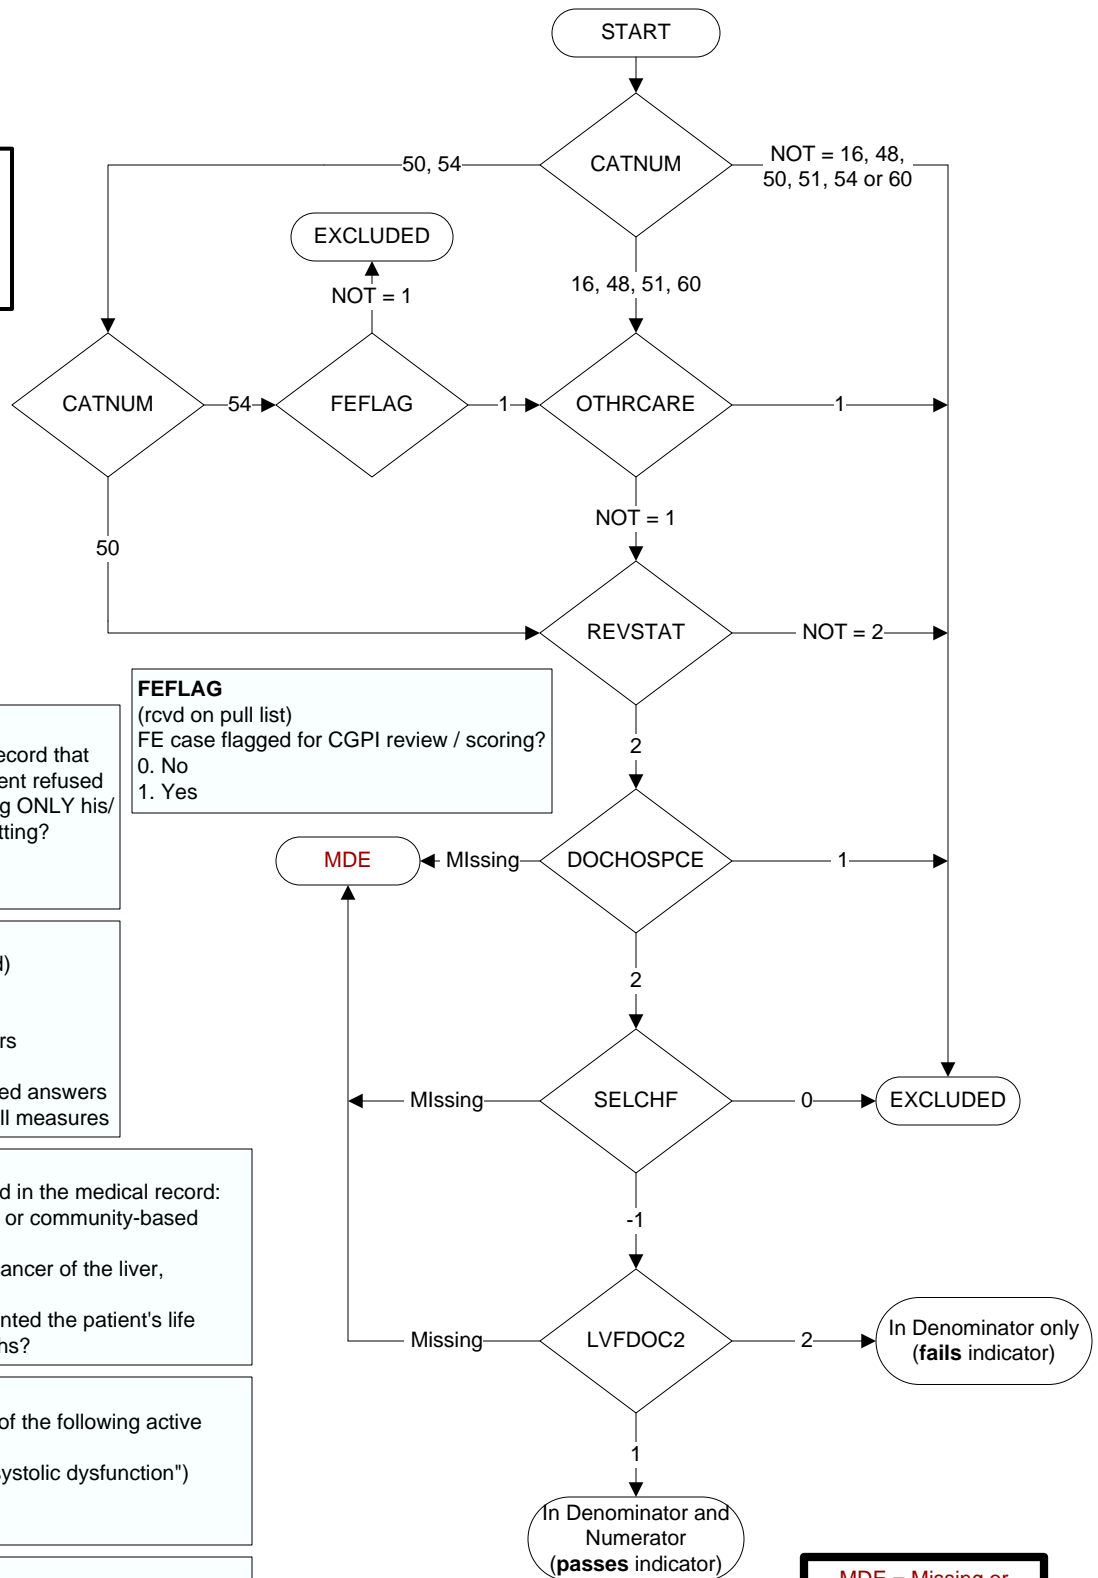 START
CATNUM
50, 54
NOT = 16, 48,
50, 51, 54 or 60
EXCLUDED
NOT = 1
16, 48, 51, 60
CATNUM
54
FEFLAG
1
OTHRCARE
1
NOT = 1
50
REVSTAT
NOT = 2
FEFLAG
(rcvd on pull list)
FE case flagged for CGPI review / scoring?
0. No
1. Yes
2
ecord that
ent refused
g ONLY his/
tting?
MDE
MIssing
DOCHOSPCE
1
d)
rs
ed answers
ll measures
2
MIssing
SELCHF
0
EXCLUDED
d in the medical record:
or community-based
ancer of the liver,
nted the patient's life
hs?
-1
Missing
LVFDOC2
2
In Denominator only
(fails indicator)
of the following active
systolic dysfunction")
1
In Denominator and
Numerator
(passes indicator)
MDE = Missing or